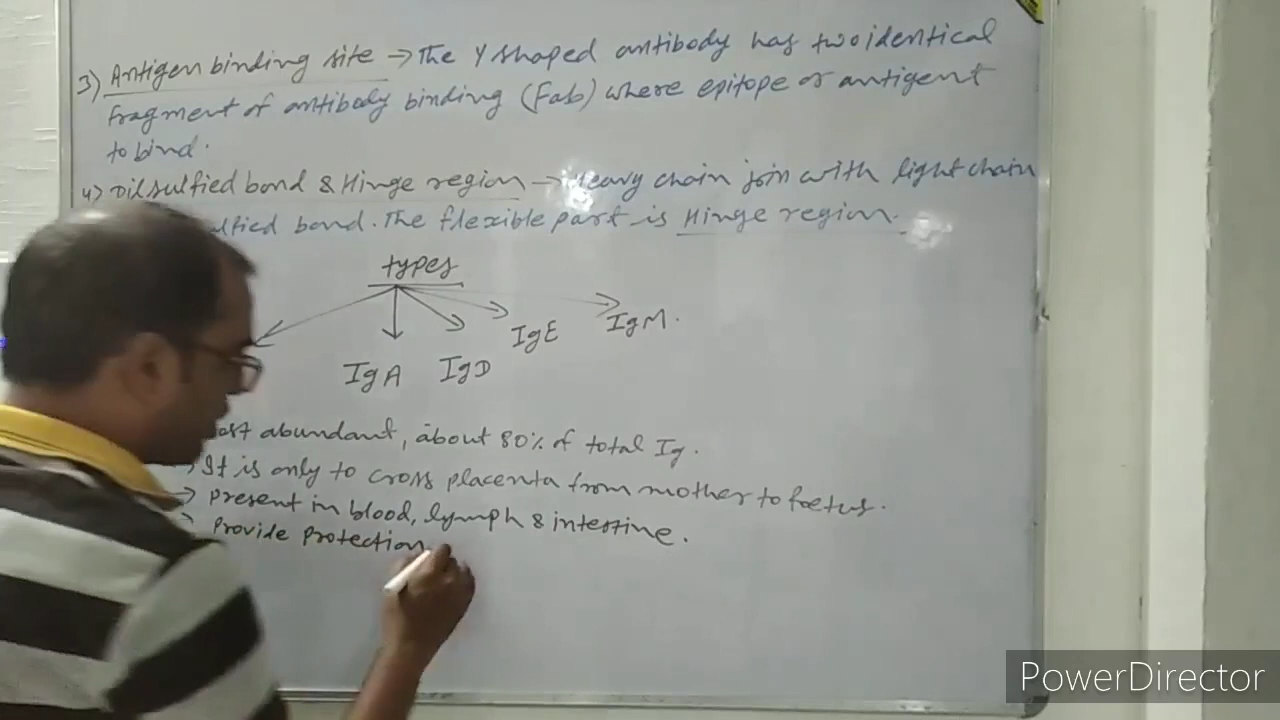 3) Antigen binding site → The Y shaped antibody has two identical
fragment of antibody binding (Fab) where epitope or antigent
to bind.
4) Dilsulfied bond & Hinge region → Heavy chain join with light chain
ulfied bond. The flexible part is Hinge region.
types
IgA IgD IgE IgM.
ost abundant, about 80% of total Ig.
It is only to cross placenta from mother to foetus.
→ Present in blood, lymph & intestine.
Provide Protection
PowerDirector